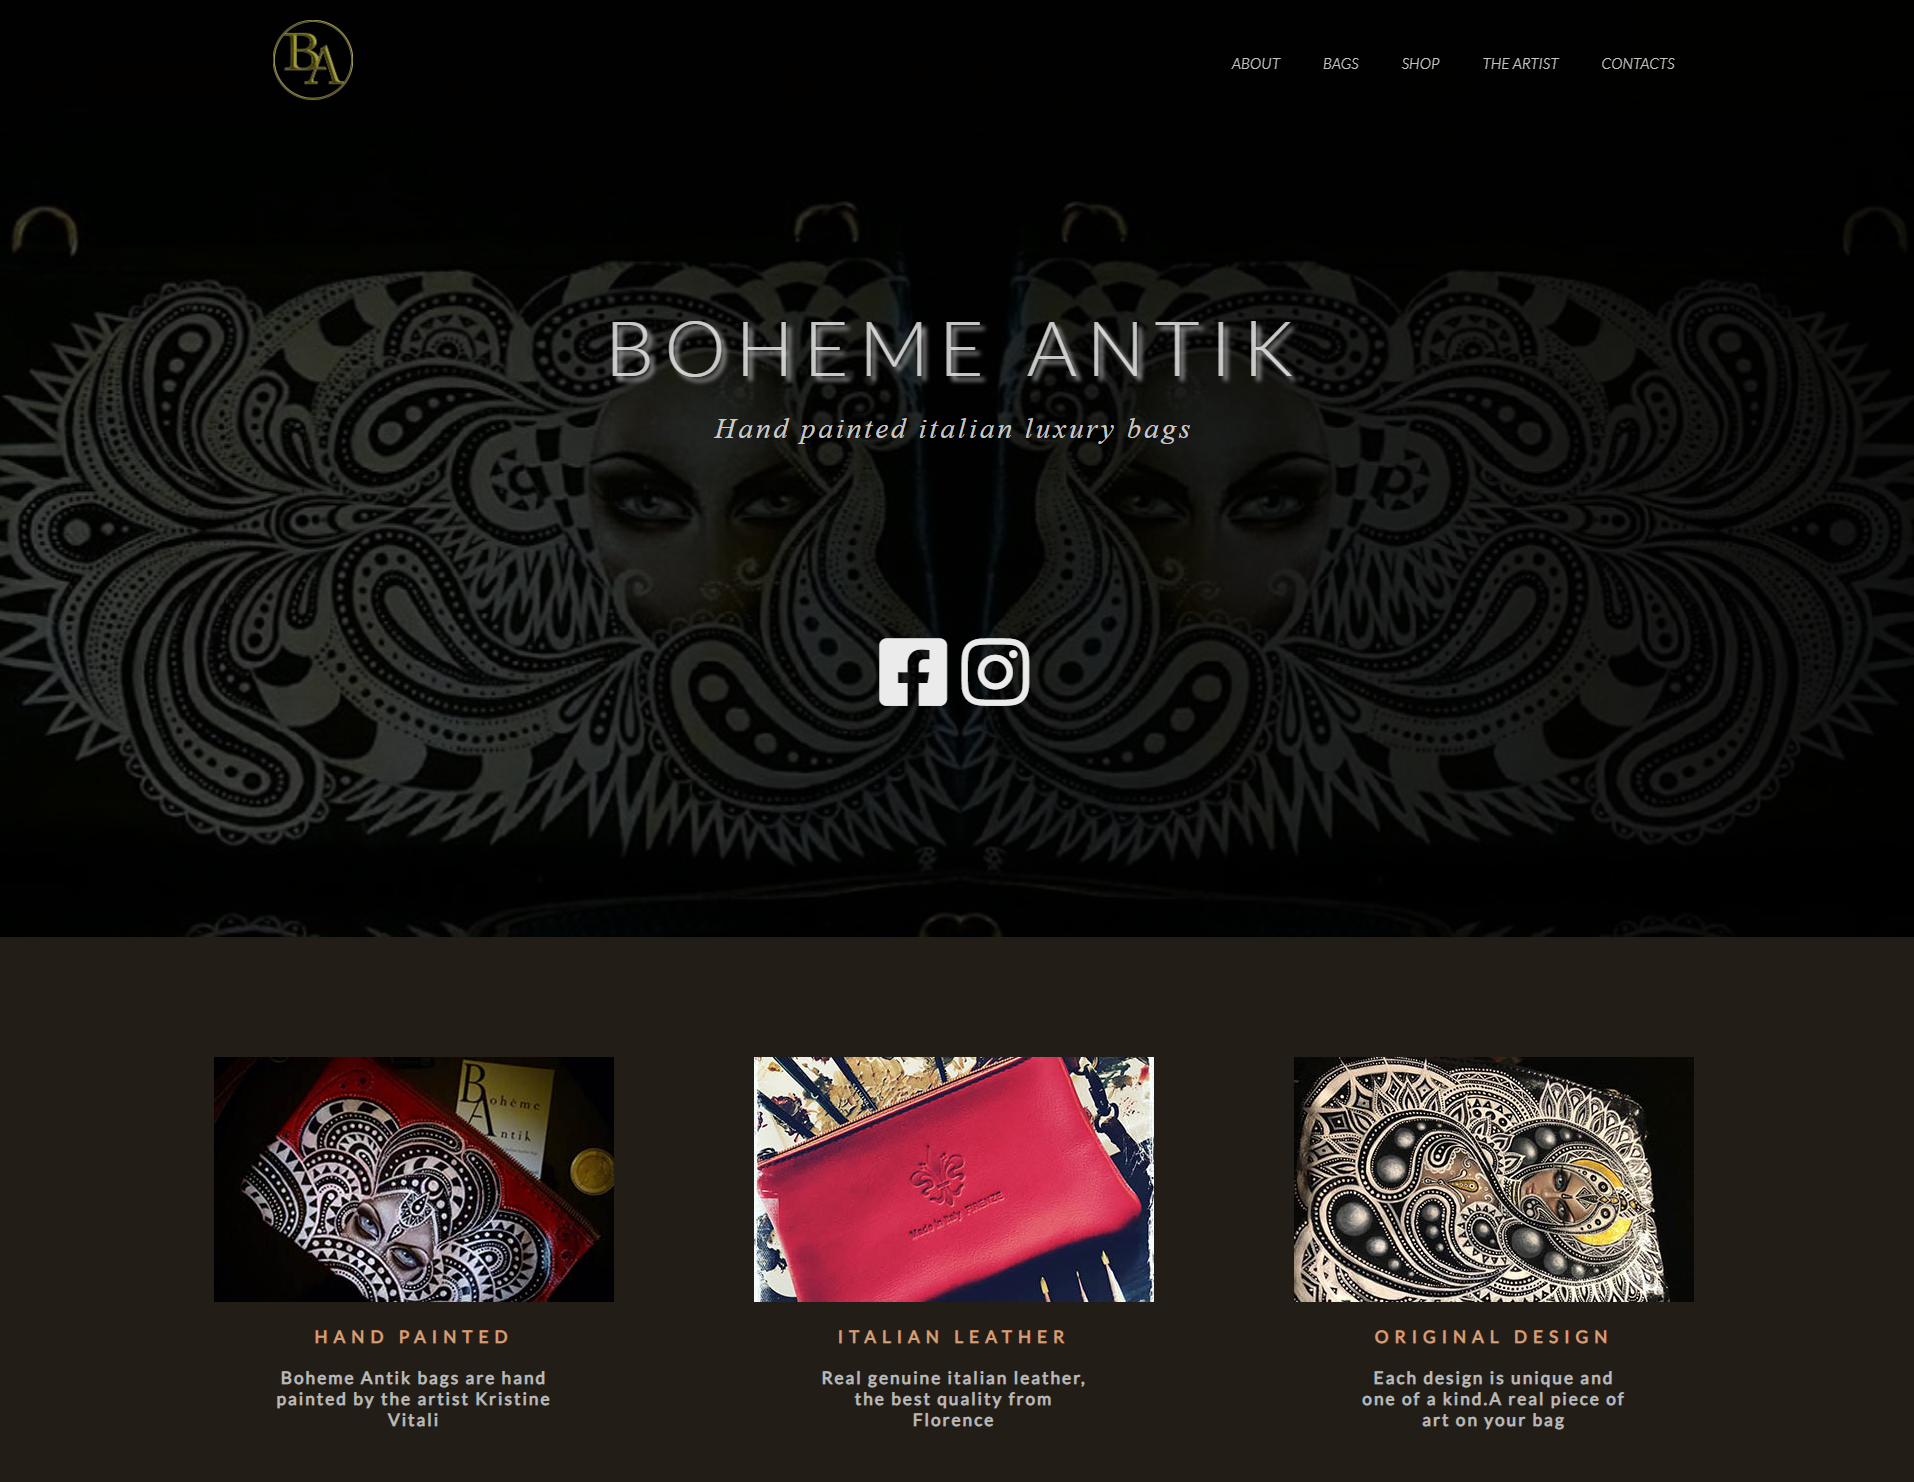 BA
ABOUT BAGS SHOP THE ARTIST CONTACTS
BOHEME ANTIK
Hand painted italian luxury bags
Bohème
Antik
Made in Italy FIRENZE
HAND PAINTED
Boheme Antik bags are hand
painted by the artist Kristine
Vitali
ITALIAN LEATHER
Real genuine italian leather,
the best quality from
Florence
ORIGINAL DESIGN
Each design is unique and
one of a kind.A real piece of
art on your bag